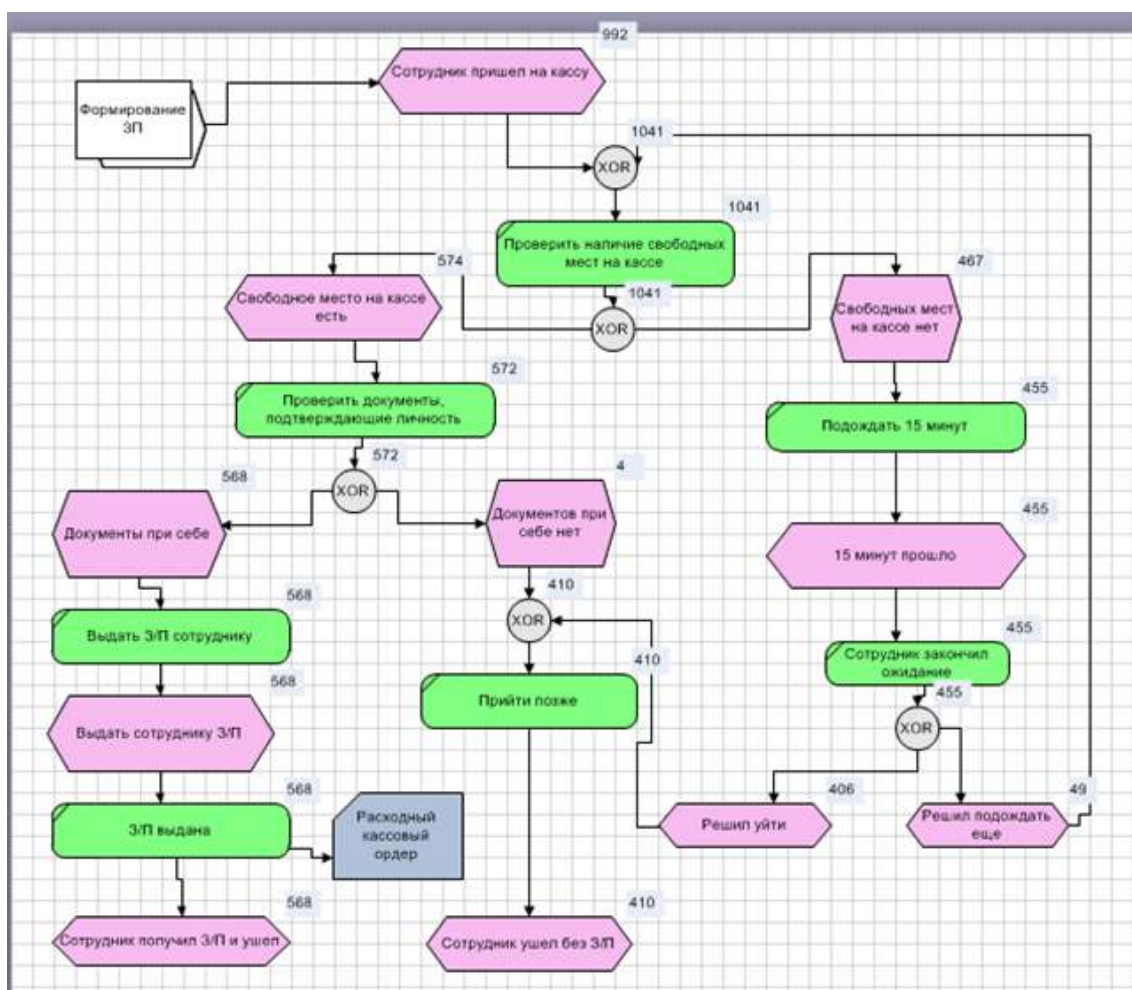 992
Сотрудник пришел на кассу
Формирование
ЗП
1041
XOR
1041
Проверить наличие свободных
мест на кассе
574
1041
467
Свободное место на кассе
есть
XOR
Свободных мест
на кассе нет
572
Проверить документы,
подтверждающие личность
455
Подождать 15 минут
572
568
XOR
4
Документы при себе
Документов при
себе нет
455
15 минут прошло
410
XOR
568
Выдать З/П сотруднику
455
Сотрудник закончил
ожидание
410
568
Прийти позже
455
XOR
Выдать сотруднику З/П
568
З/П выдана
Расходный
кассовый
ордер
406
Решил уйти
49
Решил подождать
еще
568
Сотрудник получил З/П и ушел
410
Сотрудник ушел без З/П